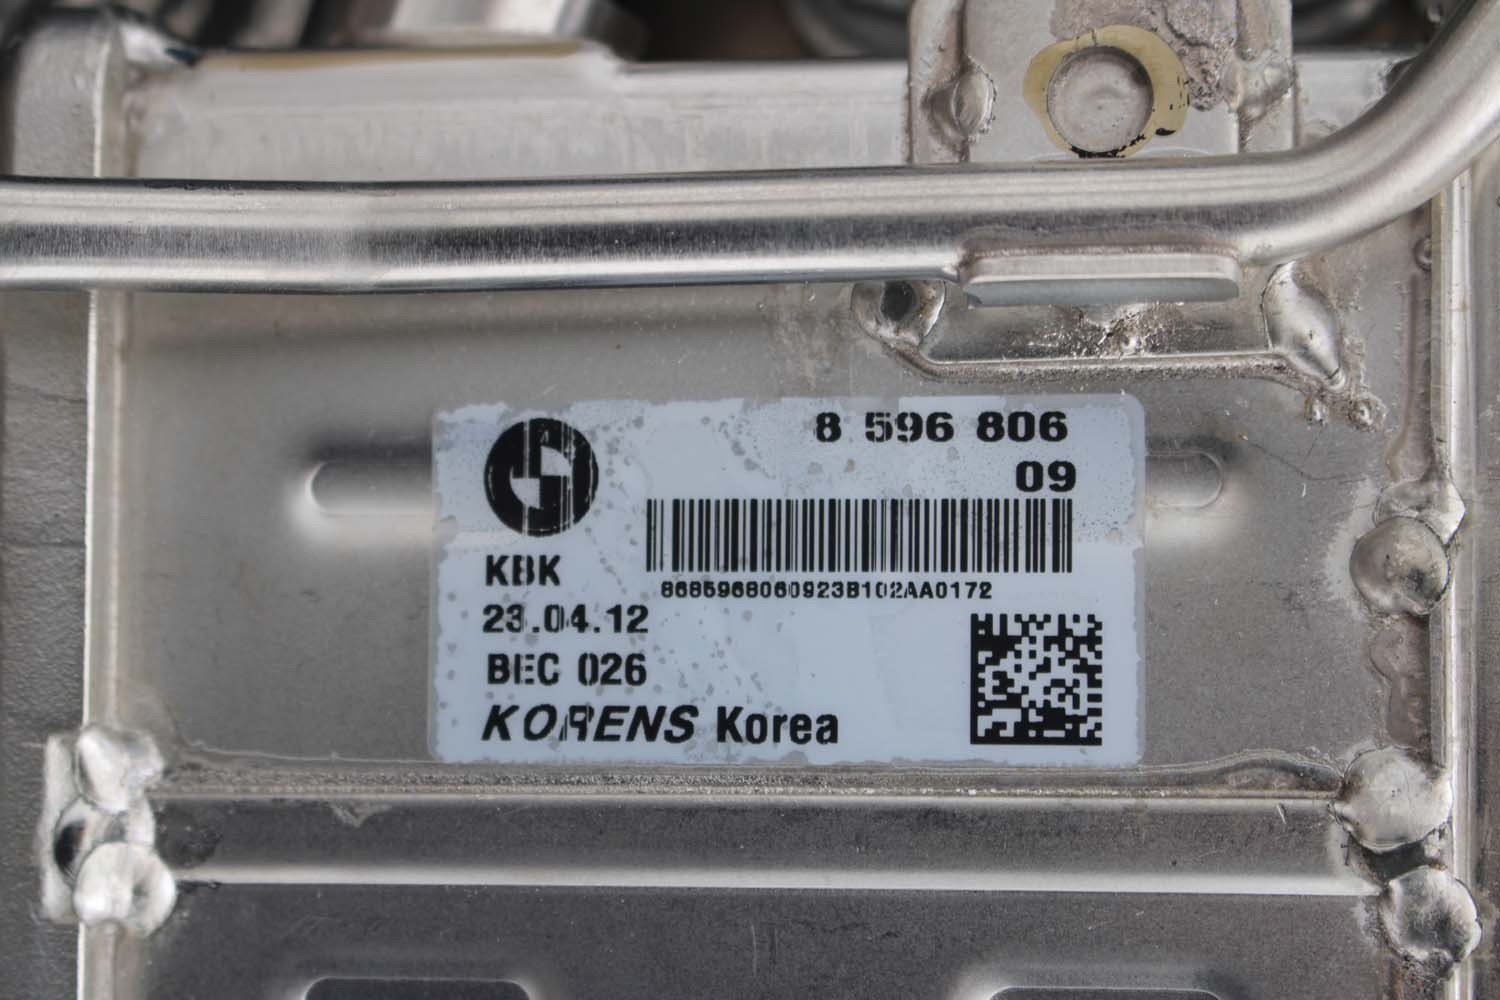 8 596 806
09
8685968060923B102AA0172
KBK
23.04.12
BEC 026
KORENS Korea